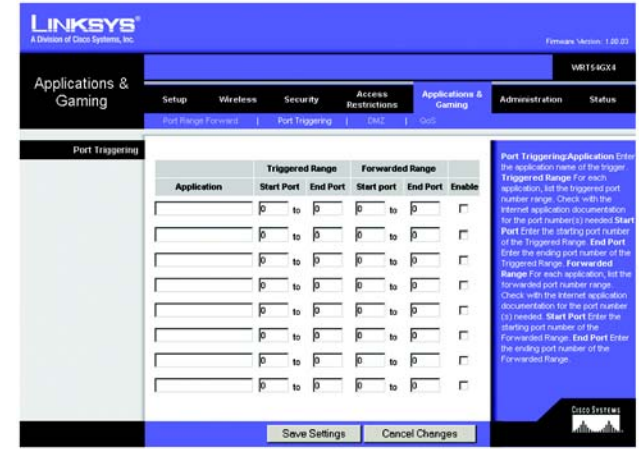 LINKSYS®
A Division of Cisco Systems, Inc.
Firmware Version: 1.00.03
WRT54GX4
Applications &
Gaming
Setup Wireless Security Access Restrictions Applications & Gaming Administration Status
Port Range Forward | Port Triggering | DMZ | QoS
Port Triggering
Triggered Range Forwarded Range
Application Start Port End Port Start port End Port Enable
0 to 0 0 to 0
0 to 0 0 to 0
0 to 0 0 to 0
0 to 0 0 to 0
0 to 0 0 to 0
0 to 0 0 to 0
0 to 0 0 to 0
0 to 0 0 to 0
Port Triggering:Application Enter
the application name of the trigger.
Triggered Range For each
application, list the triggered port
number range. Check with the
Internet application documentation
for the port number(s) needed.Start
Port Enter the starting port number
of the Triggered Range. End Port
Enter the ending port number of the
Triggered Range. Forwarded
Range For each application, list the
forwarded port number range.
Check with the Internet application
documentation for the port number
(s) needed. Start Port Enter the
starting port number of the
Forwarded Range. End Port Enter
the ending port number of the
Forwarded Range.
Save Settings Cancel Changes
CISCO SYSTEMS